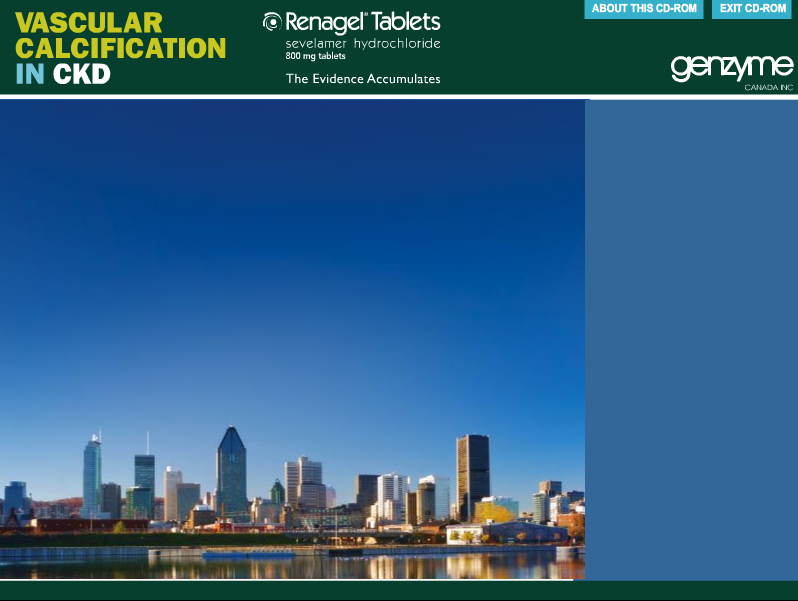 VASCULAR
CALCIFICATION
IN CKD
Renagel® Tablets
sevelamer hydrochloride
800 mg tablets
The Evidence Accumulates
ABOUT THIS CD-ROM
EXIT CD-ROM
genzyme
CANADA INC